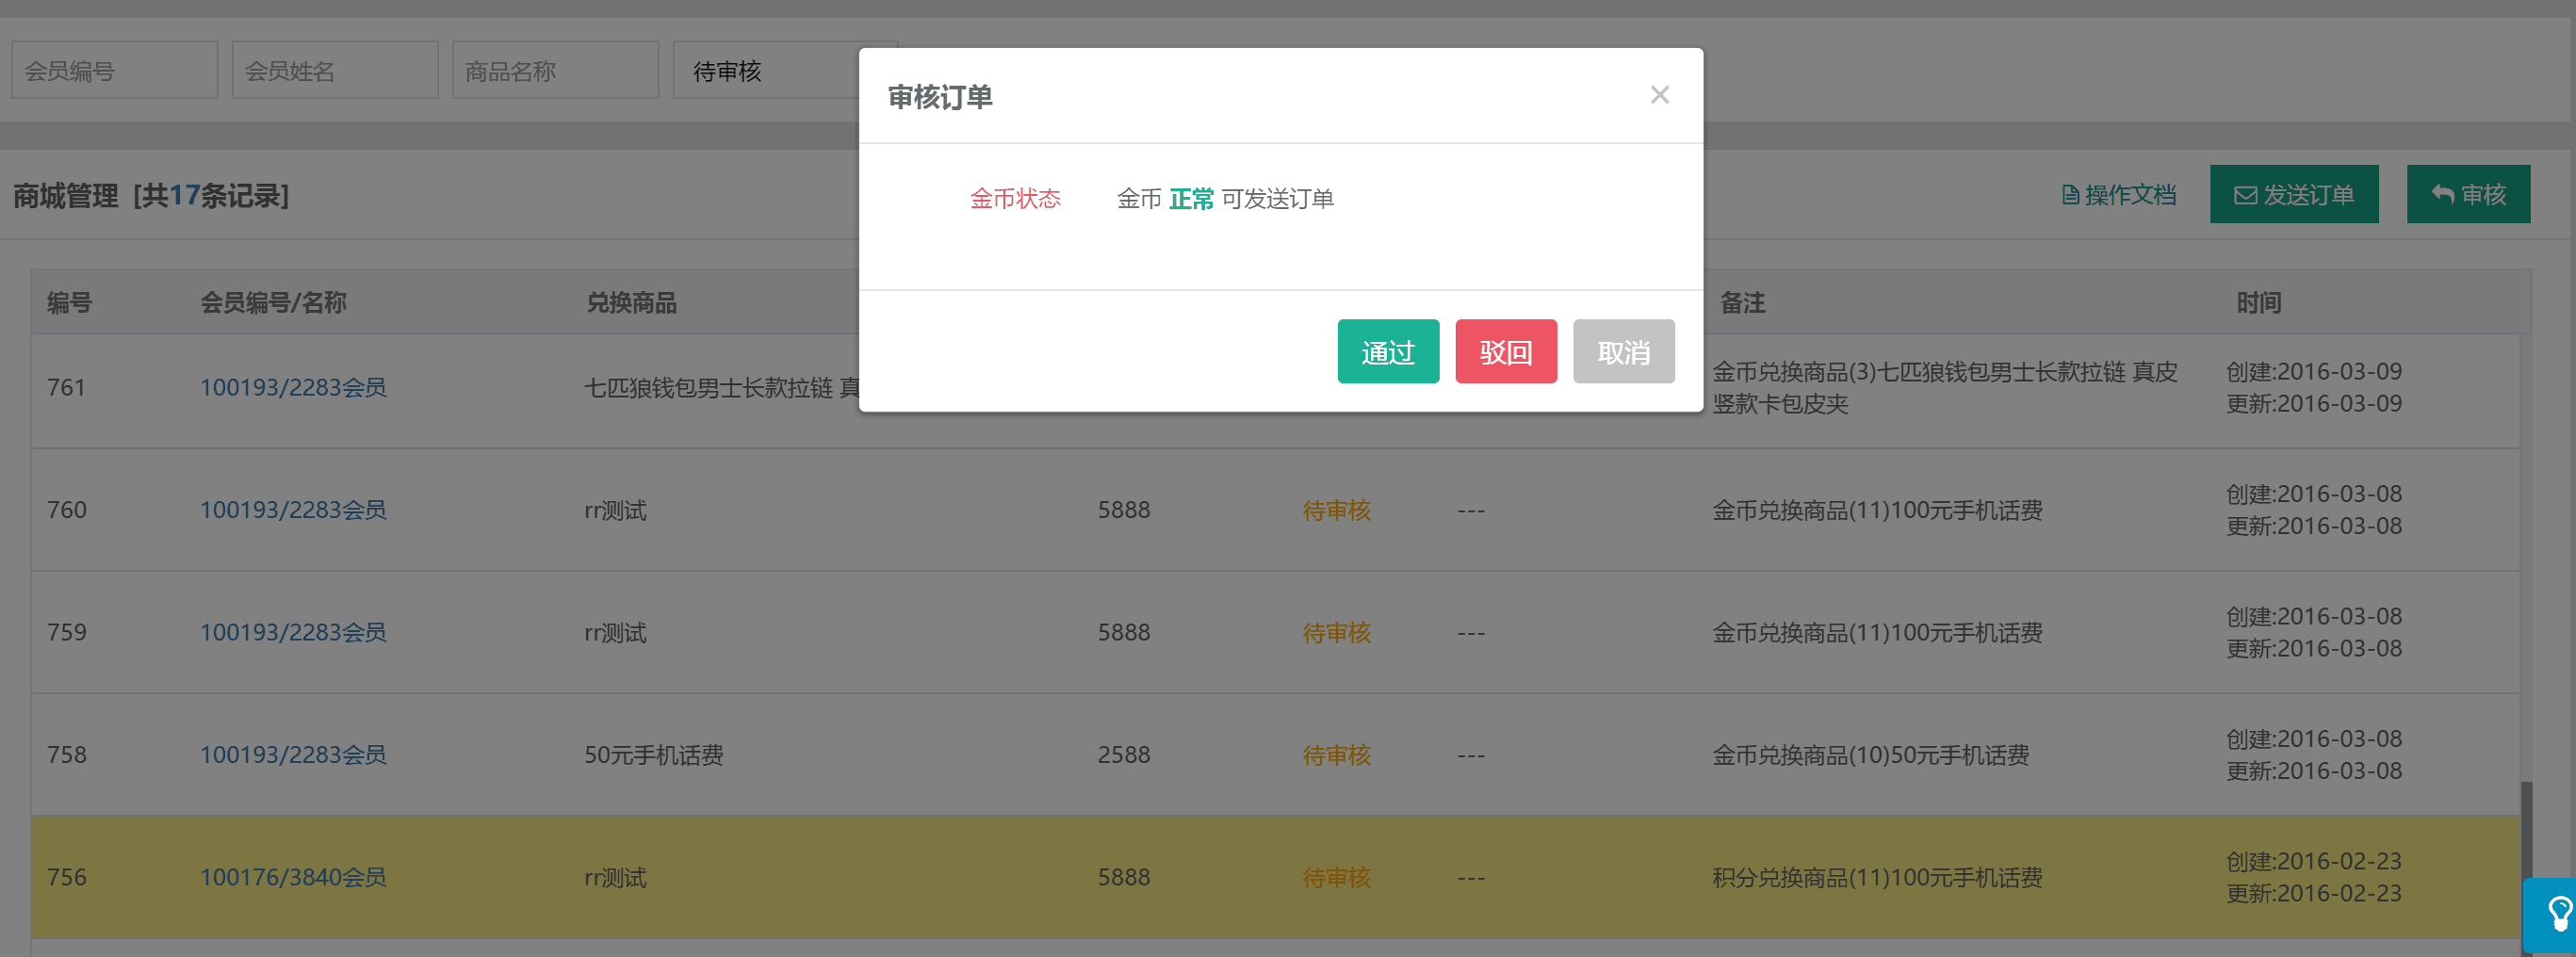 会员编号 会员姓名 商品名称 待审核
审核订单 ×
金币状态 金币 正常 可发送订单
通过 驳回 取消
商城管理 [共17条记录] 操作文档 发送订单 审核
编号 会员编号/名称 兑换商品 备注 时间
761 100193/2283会员 七匹狼钱包男士长款拉链 真 金币兑换商品(3)七匹狼钱包男士长款拉链 真皮 创建:2016-03-09
竖款卡包皮夹 更新:2016-03-09
760 100193/2283会员 rr测试 5888 待审核 --- 金币兑换商品(11)100元手机话费 创建:2016-03-08
更新:2016-03-08
759 100193/2283会员 rr测试 5888 待审核 --- 金币兑换商品(11)100元手机话费 创建:2016-03-08
更新:2016-03-08
758 100193/2283会员 50元手机话费 2588 待审核 --- 金币兑换商品(10)50元手机话费 创建:2016-03-08
更新:2016-03-08
756 100176/3840会员 rr测试 5888 待审核 --- 积分兑换商品(11)100元手机话费 创建:2016-02-23
更新:2016-02-23